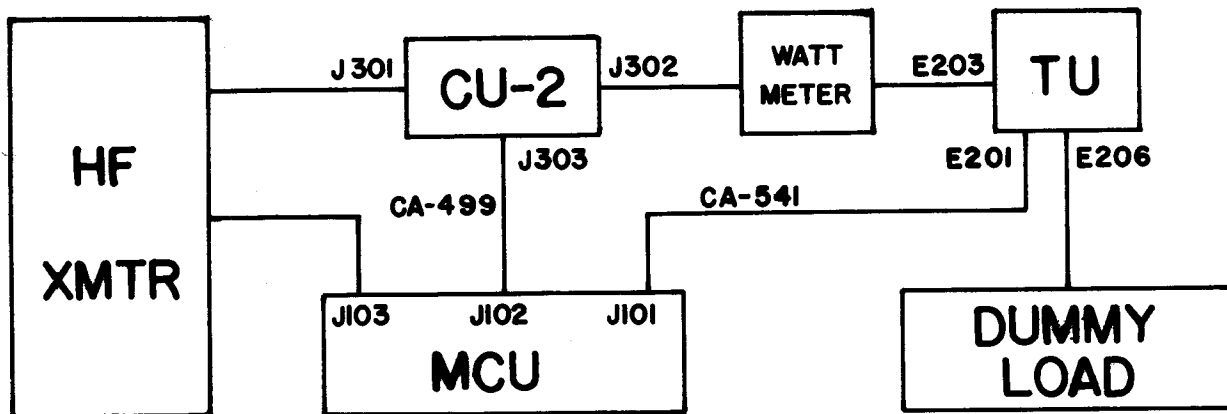 HF
XMTR
J301
CU-2
J302
WATT
METER
E203
TU
J303
E201
E206
CA-499
CA-541
J103
J102
J101
MCU
DUMMY
LOAD